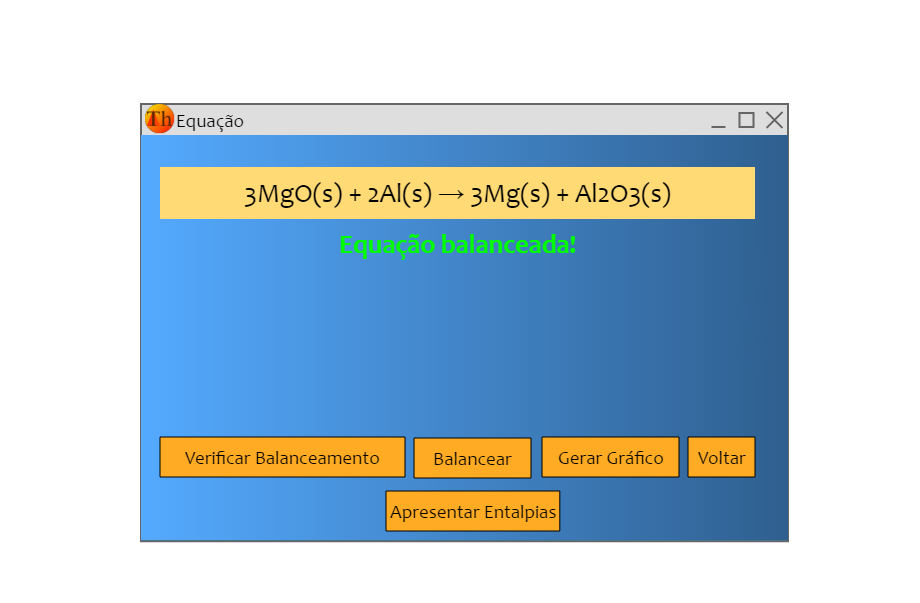 Th Equação
3MgO(s) + 2Al(s) → 3Mg(s) + Al2O3(s)
Equação balanceada!
Verificar Balanceamento Balancear Gerar Gráfico Voltar
Apresentar Entalpias